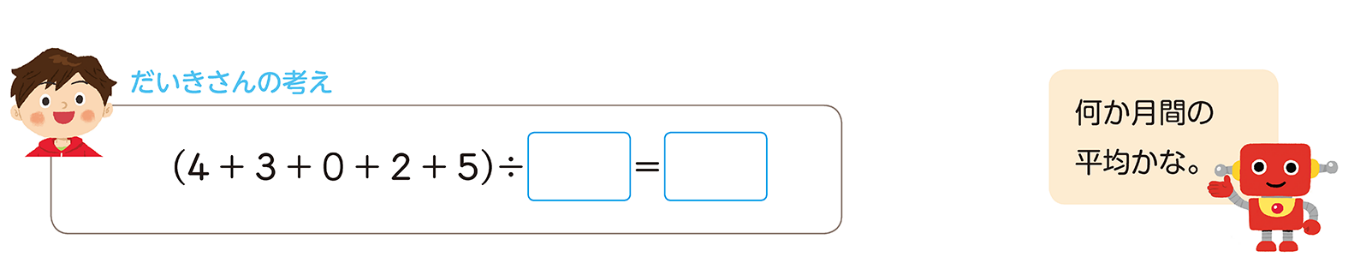 だいきさんの考え
(4+3+0+2+5)÷ =
何か月間の
平均かな。